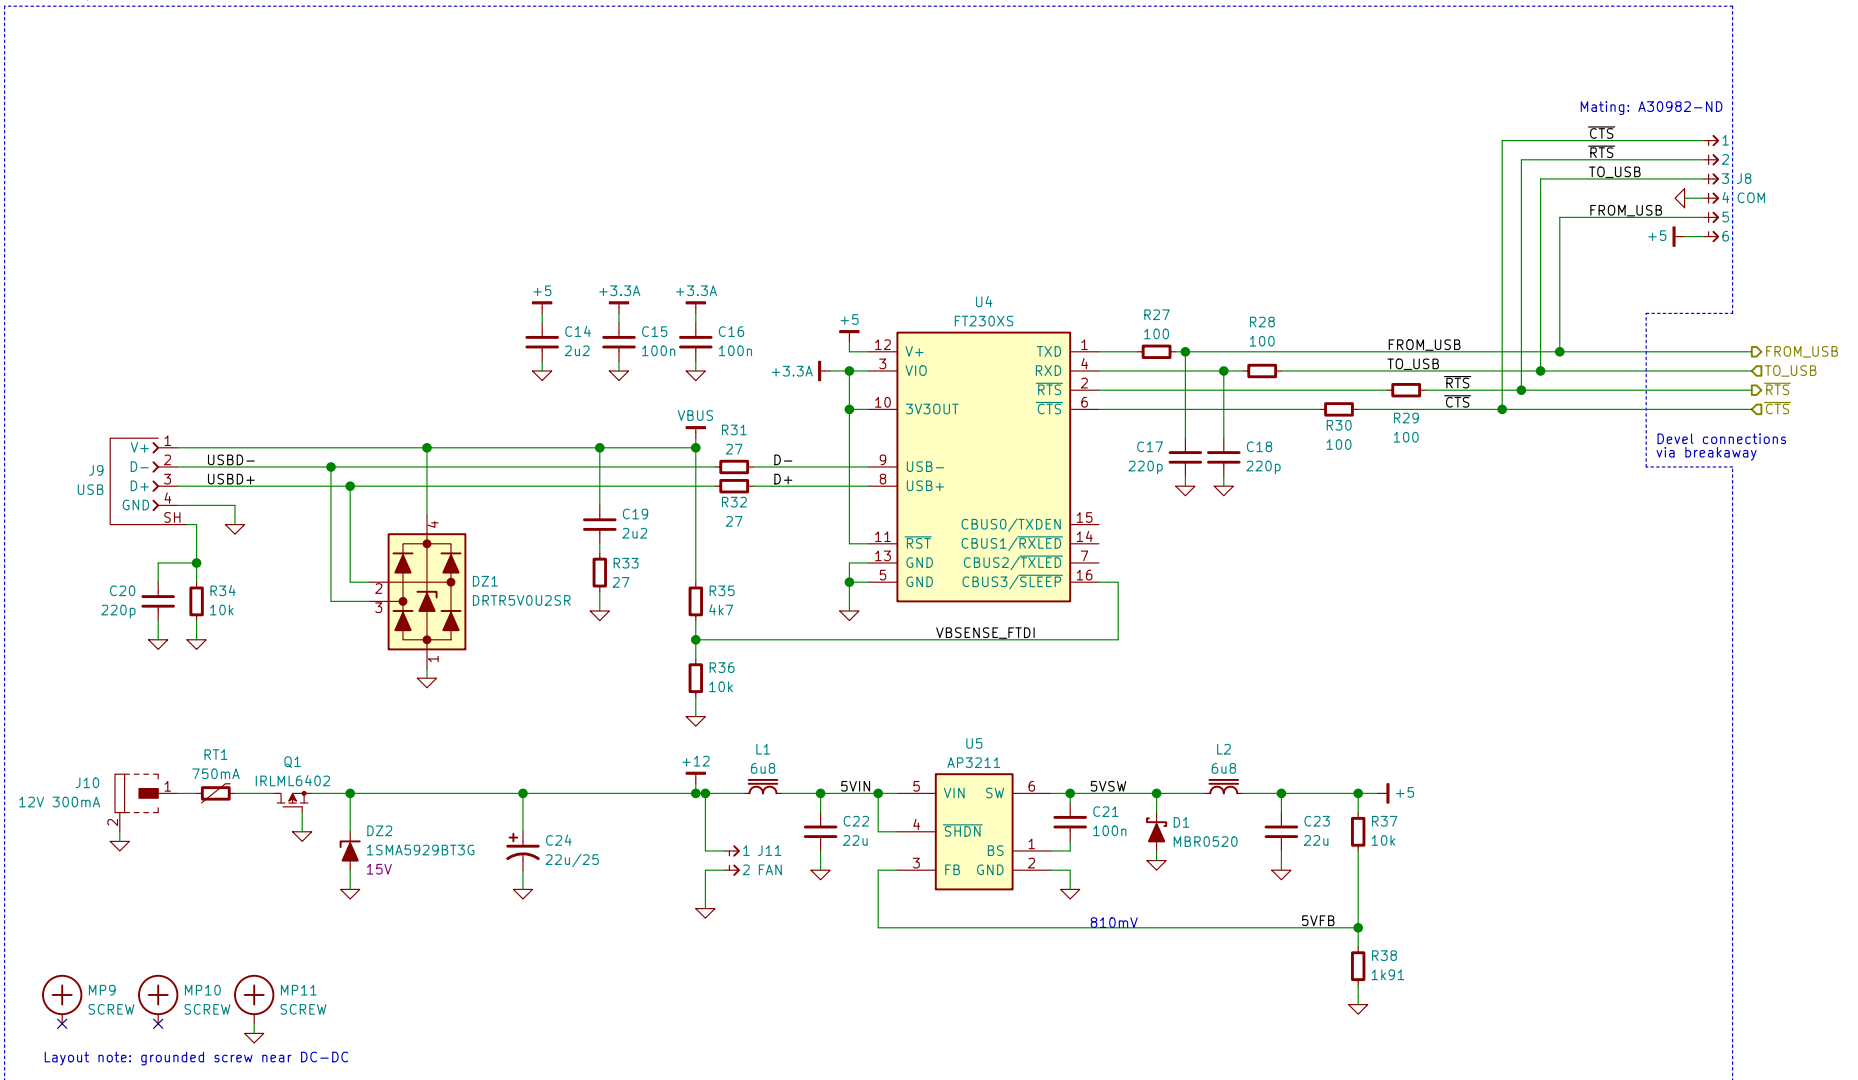 Mating: A30982-ND
CTS
1
RTS
2
TO_USB
3
J8
4
COM
FROM_USB
5
+5
6
+5
C14
2u2
+3.3A
C15
100n
+3.3A
C16
100n
U4
FT230XS
+5
12
V+
+3.3A
3
VIO
10
3V3OUT
9
USB-
8
USB+
11
RST
13
GND
5
GND
TXD
1
RXD
4
RTS
2
CTS
6
CBUS0/TXDEN
15
CBUS1/RXLED
14
CBUS2/TXLED
7
CBUS3/SLEEP
16
R27
100
R28
100
FROM_USB
TO_USB
RTS
CTS
R30
100
R29
100
FROM_USB
TO_USB
RTS
CTS
C17
220p
C18
220p
Devel connections
via breakaway
J9
USB
V+
1
D-
2
D+
3
GND
4
SH
USBD-
USBD+
VBUS
R31
27
D-
D+
R32
27
C20
220p
R34
10k
4
2
3
1
DZ1
DRTR5V0U2SR
C19
2u2
R33
27
R35
4k7
VBSENSE_FTDI
R36
10k
J10
12V 300mA
1
2
RT1
750mA
Q1
IRLML6402
DZ2
1SMA5929BT3G
15V
C24
22u/25
+12
1 J11
2 FAN
L1
6u8
C22
22u
5VIN
U5
AP3211
5
VIN
4
SHDN
3
FB
SW
6
BS
1
GND
2
5VSW
C21
100n
D1
MBR0520
L2
6u8
C23
22u
+5
R37
10k
810mV
5VFB
R38
1k91
MP9
SCREW
MP10
SCREW
MP11
SCREW
Layout note: grounded screw near DC-DC